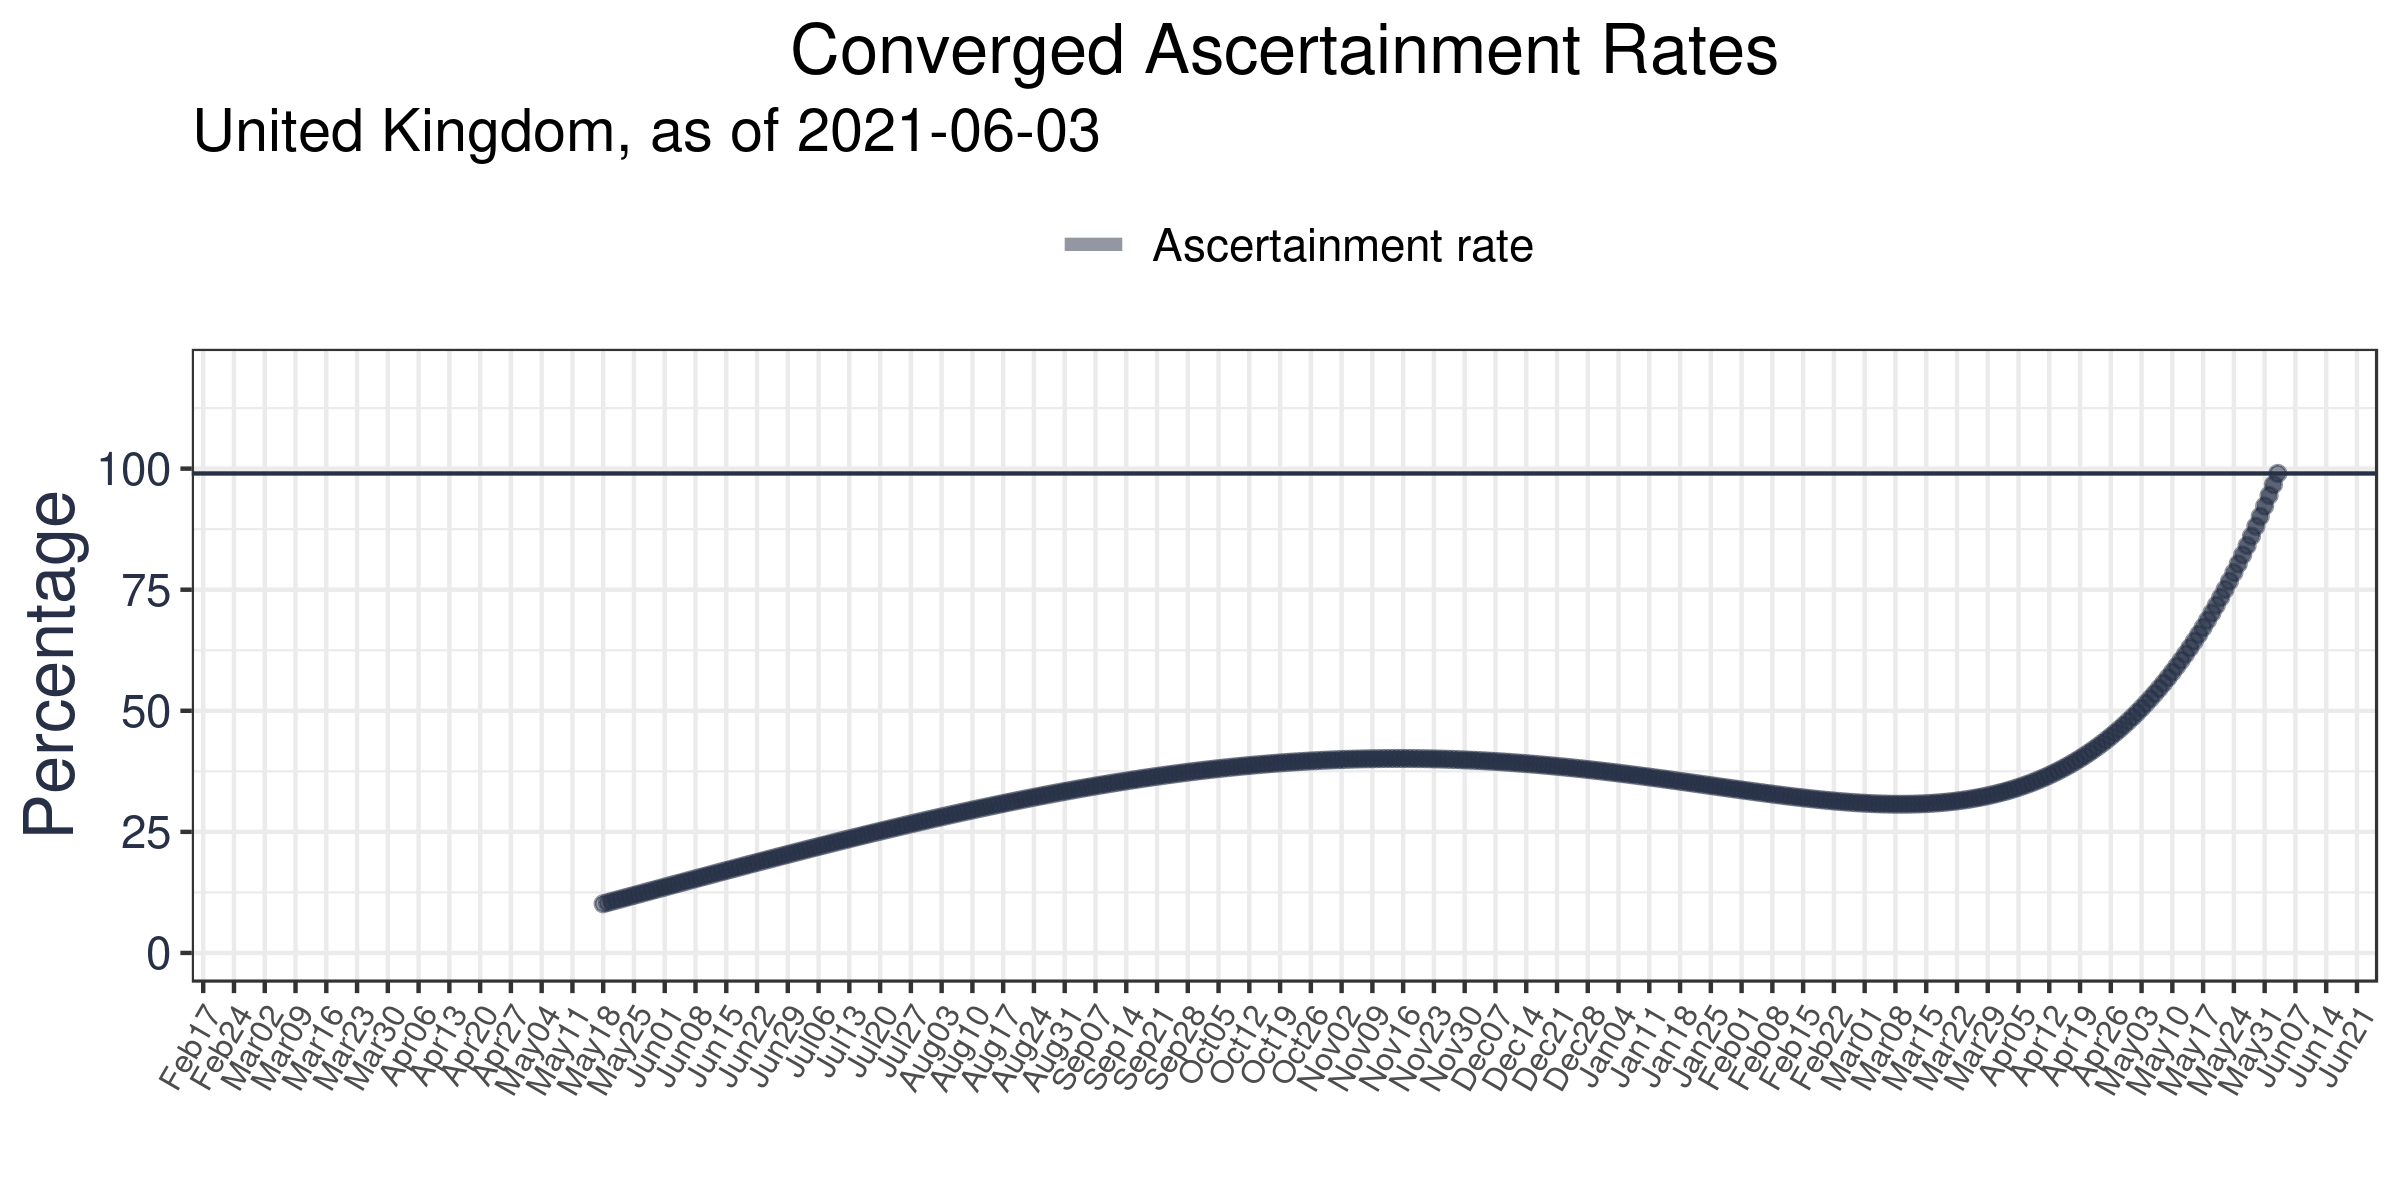 Converged Ascertainment Rates
United Kingdom, as of 2021-06-03
Ascertainment rate
Percentage
100
75
50
25
0
Feb17 Feb24 Mar02 Mar09 Mar16 Mar23 Mar30 Apr06 Apr13 Apr20 Apr27 May04 May11 May18 May25 Jun01 Jun08 Jun15 Jun22 Jun29 Jul06 Jul13 Jul20 Jul27 Aug03 Aug10 Aug17 Aug24 Aug31 Sep07 Sep14 Sep21 Sep28 Oct05 Oct12 Oct19 Oct26 Nov02 Nov09 Nov16 Nov23 Nov30 Dec07 Dec14 Dec21 Dec28 Jan04 Jan11 Jan18 Jan25 Feb01 Feb08 Feb15 Feb22 Mar01 Mar08 Mar15 Mar22 Mar29 Apr05 Apr12 Apr19 Apr26 May03 May10 May17 May24 May31 Jun07 Jun14 Jun21